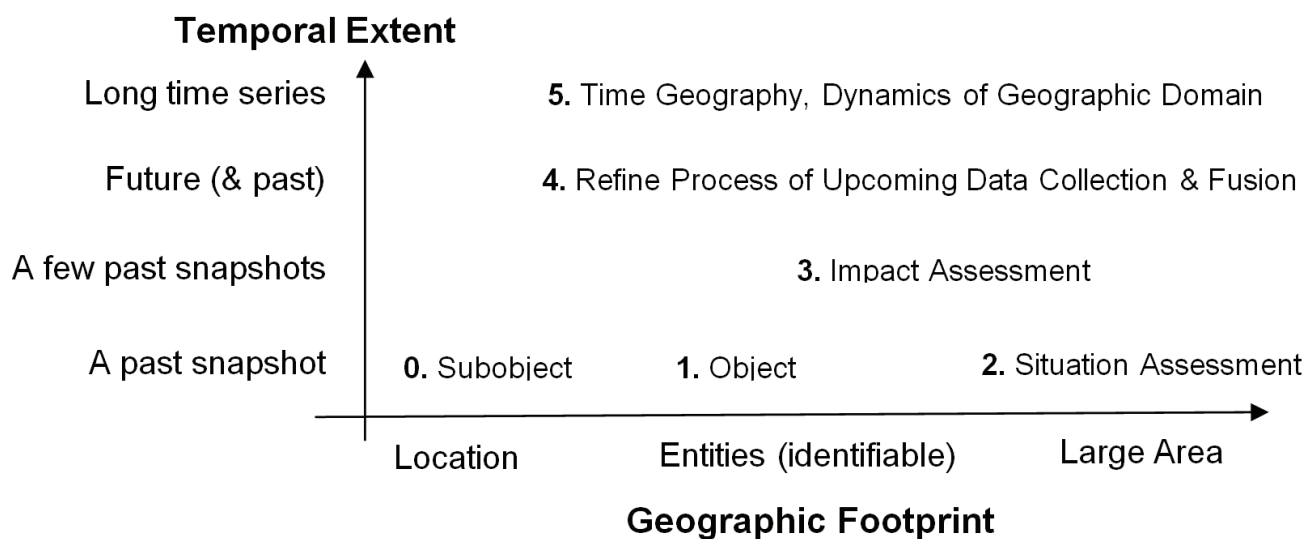 Temporal Extent
Long time series
5. Time Geography, Dynamics of Geographic Domain
Future (& past)
4. Refine Process of Upcoming Data Collection & Fusion
A few past snapshots
3. Impact Assessment
A past snapshot
0. Subobject
1. Object
2. Situation Assessment
Location
Entities (identifiable)
Large Area
Geographic Footprint